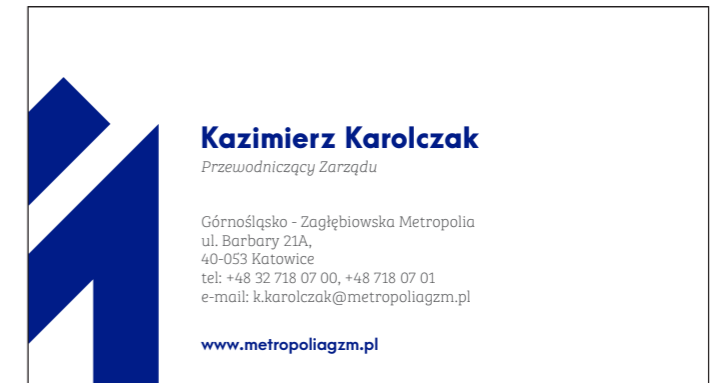 Kazimierz Karolczak
Przewodniczący Zarządu
Górnośląsko - Zagłębiowska Metropolia
ul. Barbary 21A,
40-053 Katowice
tel: +48 32 718 07 00, +48 718 07 01
e-mail: k.karolczak@metropoliagzm.pl
www.metropoliagzm.pl